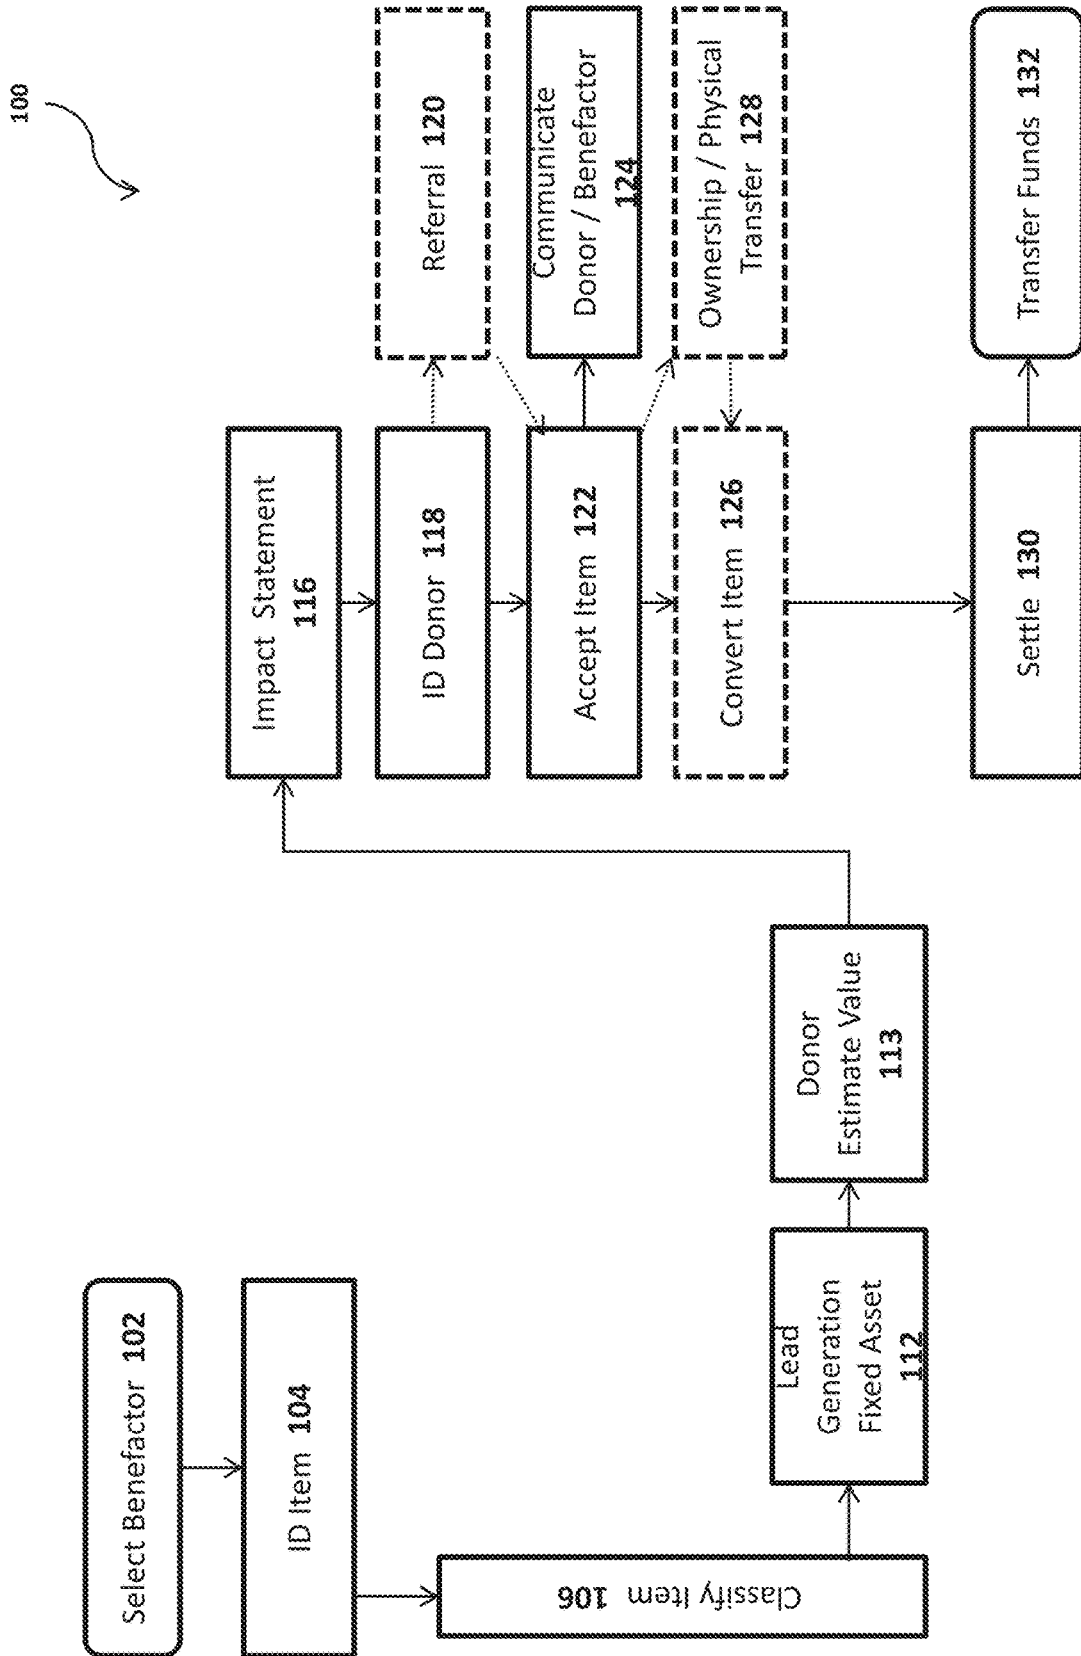 100
Select Benefactor 102
ID Item 104
Classify Item 106
Lead
Generation
Fixed Asset
112
Donor
Estimate Value
113
Impact Statement
116
ID Donor 118
Referral 120
Accept Item 122
Communicate
Donor / Benefactor
124
Convert Item 126
Ownership / Physical
Transfer 128
Settle 130
Transfer Funds 132